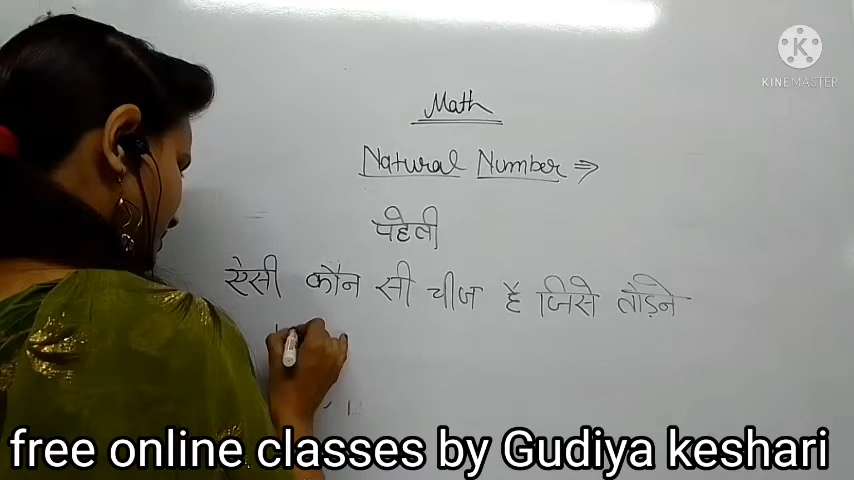 KINEMASTER
Math
Natural Number ⇒
पहेली
ऐसी कौन सी चीज है जिसे तोड़ने
free online classes by Gudiya keshari